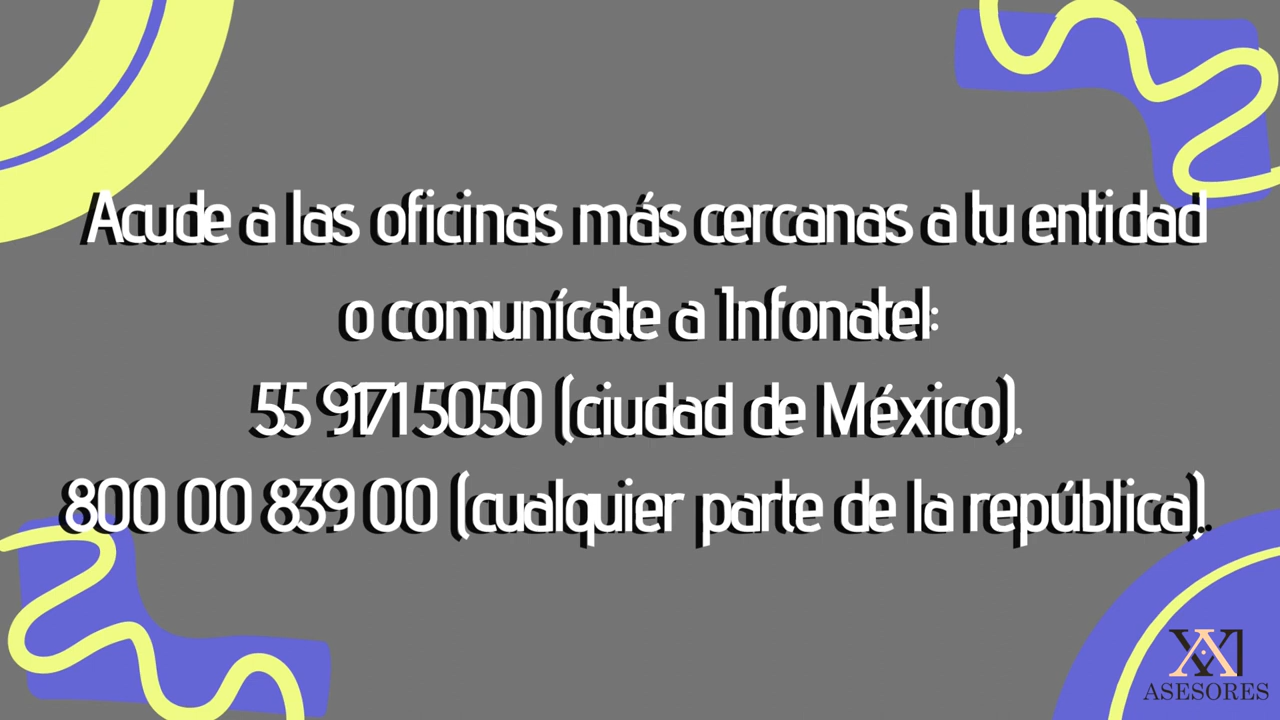 Acude a las oficinas más cercanas a tu entidad
o comunícate a Infonatel:
55 9171 5050 (ciudad de México).
800 00 839 00 (cualquier parte de la república).
ASESORES